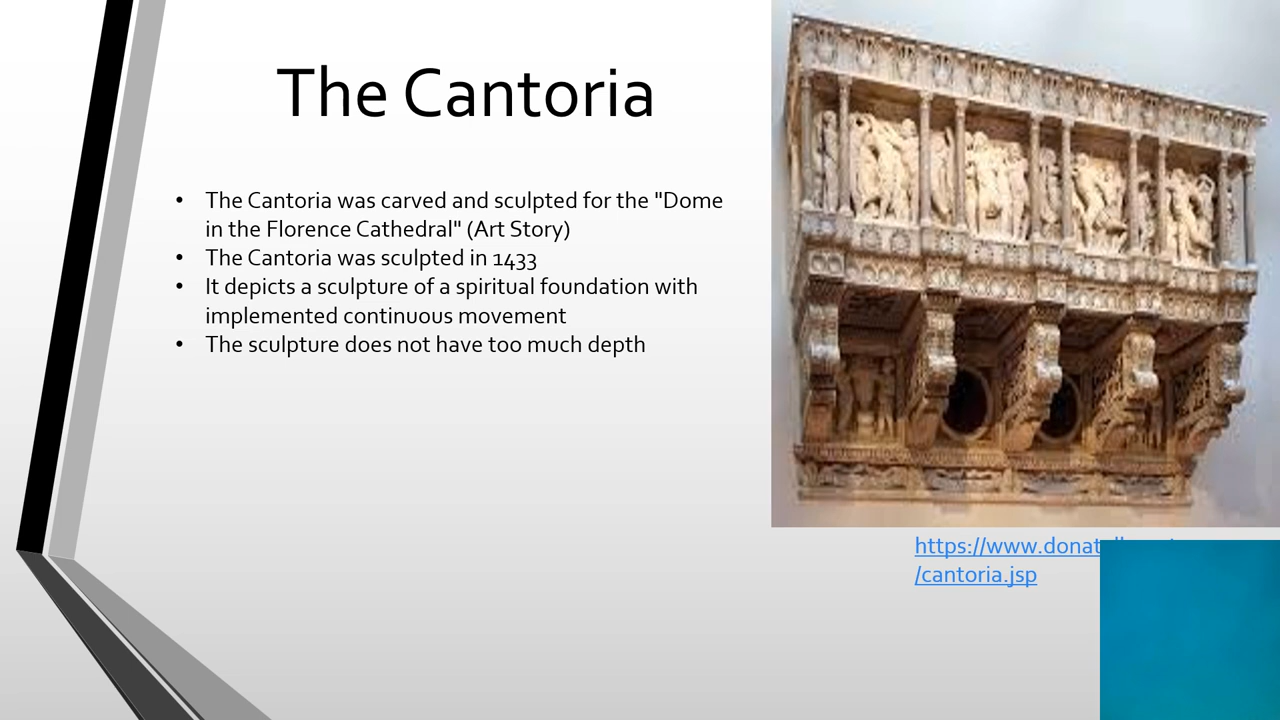 The Cantoria
• The Cantoria was carved and sculpted for the "Dome
in the Florence Cathedral" (Art Story)
• The Cantoria was sculpted in 1433
• It depicts a sculpture of a spiritual foundation with
implemented continuous movement
• The sculpture does not have too much depth
https://www.donat
/cantoria.jsp